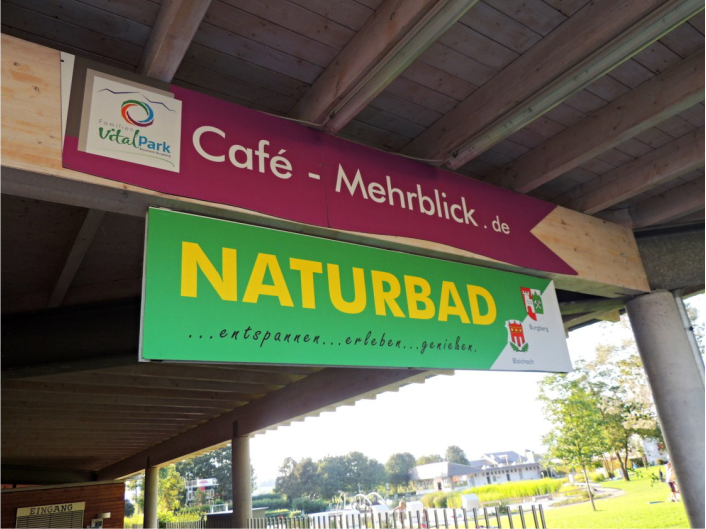 Familien
vitalPark
Café - Mehrblick.de
NATURBAD
...entspannen...erleben...genießen.
Burgberg
Blaichach
EINGANG